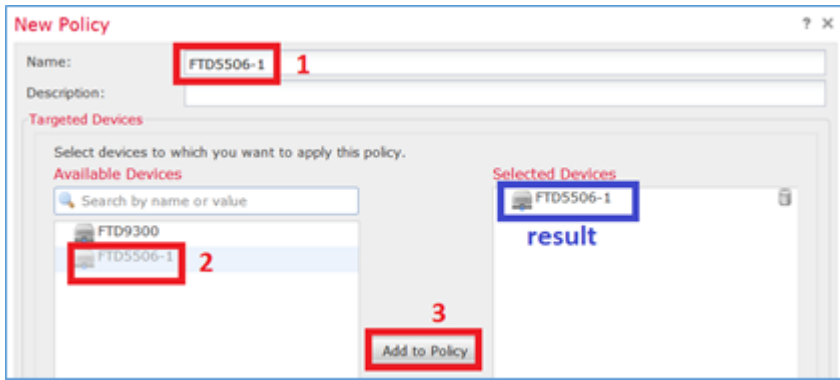 New Policy ? ×
Name: FTD5506-1 1
Description:
Targeted Devices
Select devices to which you want to apply this policy.
Available Devices Selected Devices
Search by name or value FTD5506-1
FTD9300 result
FTD5506-1 2
3
Add to Policy